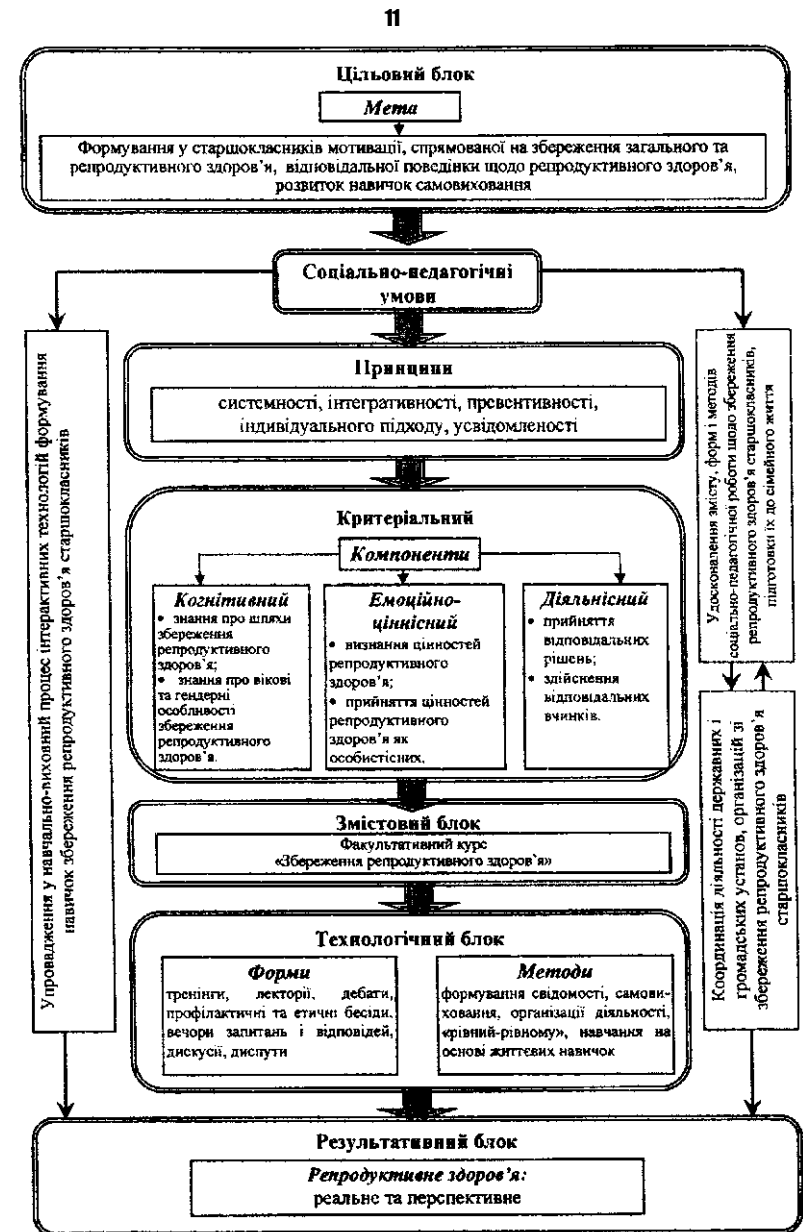 11
Цільовий блок
Мета
Формування у старшокласників мотивації, спрямованої на збереження загального та
репродуктивного здоров’я, відповідальної поведінки щодо репродуктивного здоров’я,
розвиток навичок самовиховання
Соціально-педагогічні
умови
Упровадження у навчально-виховний процес інтерактивних технологій формування
навичок збереження репродуктивного здоров’я старшокласників
Принципи
системності, інтегративності, превентивності,
індивідуального підходу, усвідомленості
Критеріальний
Компоненти
Когнітивний
• знання про шляхи
збереження
репродуктивного
здоров’я;
• знання про вікові
та гендерні
особливості
збереження
репродуктивного
здоров’я.
Емоційно-
ціннісний
• визнання цінностей
репродуктивного
здоров’я;
• прийняття цінностей
репродуктивного
здоров’я як
особистісних.
Діяльнісний
• прийняття
відповідальних
рішень;
• здійснення
відповідальних
вчинків.
Удосконалення змісту, форм і методів
соціально-педагогічної роботи щодо збереження
репродуктивного здоров’я старшокласників,
підготовки їх до сімейного життя
Координація діяльності державних і
громадських установ, організацій зі
збереження репродуктивного здоров’я
старшокласників
Змістовий блок
Факультативний курс
«Збереження репродуктивного здоров’я»
Технологічний блок
Форми
тренінги, лекторії, дебати,
профілактичні та етичні бесіди,
вечори запитань і відповідей,
дискусії, диспути
Методи
формування свідомості, самови-
ховання, організації діяльності,
«рівний-рівному», навчання на
основі життєвих навичок
Результативний блок
Репродуктивне здоров’я:
реальне та перспективне